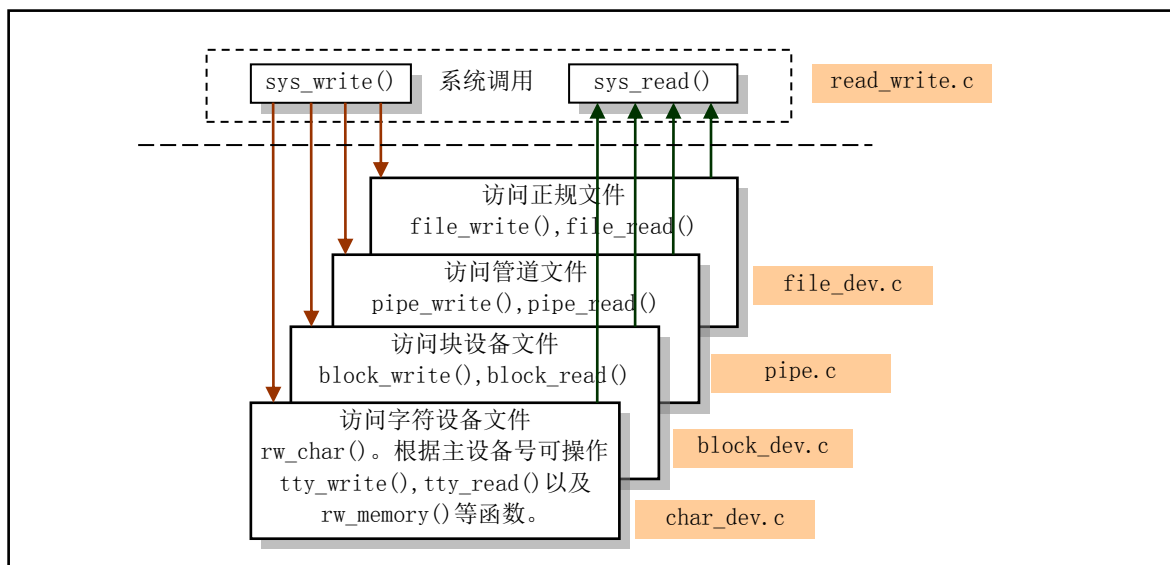 sys_write() 系统调用 sys_read() read_write.c
访问正规文件
file_write(),file_read()
访问管道文件
file_dev.c
pipe_write(),pipe_read()
访问块设备文件
pipe.c
block_write(),block_read()
访问字符设备文件
rw_char()。根据主设备号可操作
block_dev.c
tty_write(),tty_read()以及
rw_memory()等函数。
char_dev.c